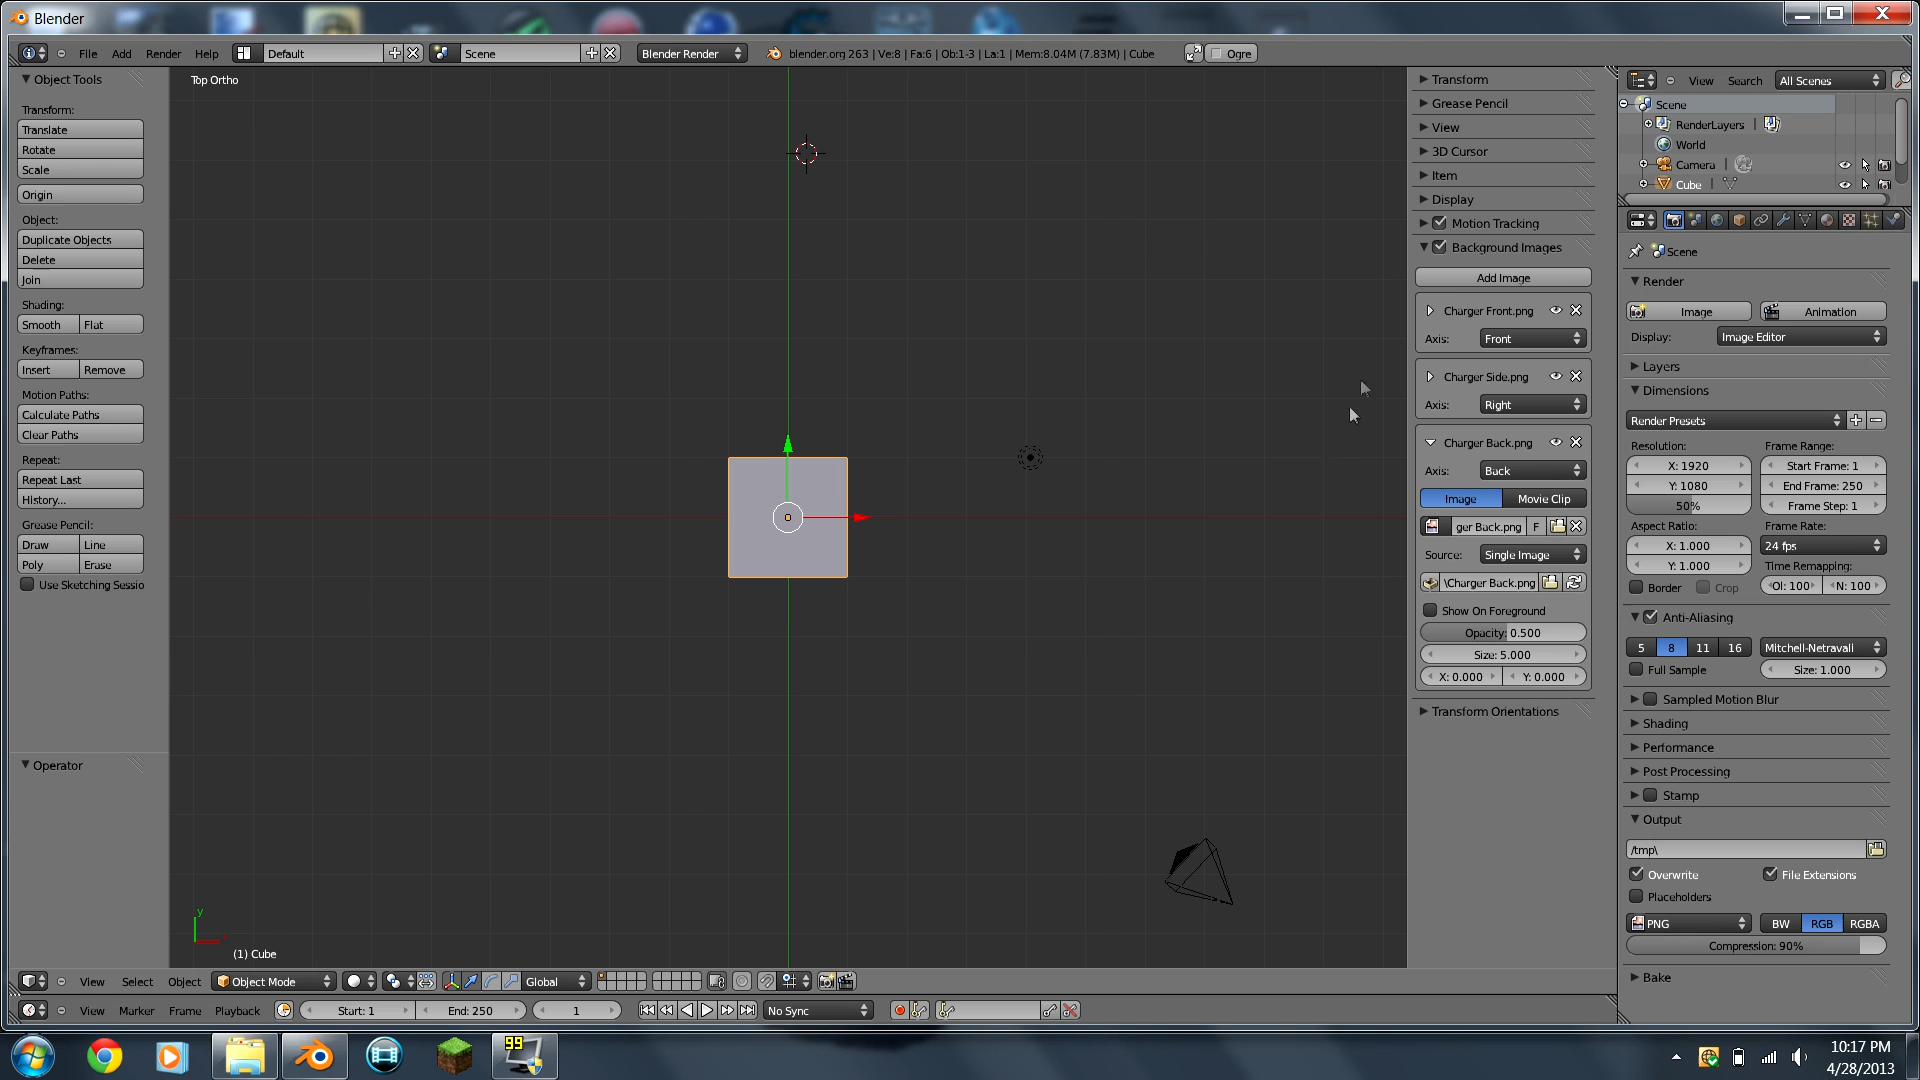 Blender
File Add Render Help Default Scene Blender Render blender.org 263 | Ve:8 | Fa:6 | Ob:1-3 | La:1 | Mem:8.04M (7.83M) | Cube Ogre
Object Tools
Transform:
Translate
Rotate
Scale
Origin
Object:
Duplicate Objects
Delete
Join
Shading:
Smooth Flat
Keyframes:
Insert Remove
Motion Paths:
Calculate Paths
Clear Paths
Repeat:
Repeat Last
History...
Grease Pencil:
Draw Line
Poly Erase
Use Sketching Sessio
Operator
Top Ortho
y
(1) Cube
Transform
Grease Pencil
View
3D Cursor
Item
Display
Motion Tracking
Background Images
Add Image
Charger Front.png
Axis: Front
Charger Side.png
Axis: Right
Charger Back.png
Axis: Back
Image Movie Clip
ger Back.png F
Source: Single Image
\Charger Back.png
Show On Foreground
Opacity: 0.500
Size: 5.000
X: 0.000 Y: 0.000
Transform Orientations
View Search All Scenes
Scene
RenderLayers |
World
Camera |
Cube |
Scene
Render
Image Animation
Display: Image Editor
Layers
Dimensions
Render Presets
Resolution: Frame Range:
X: 1920 Start Frame: 1
Y: 1080 End Frame: 250
50% Frame Step: 1
Aspect Ratio: Frame Rate:
X: 1.000 24 fps
Y: 1.000 Time Remapping:
Border Crop Ol: 100 N: 100
Anti-Aliasing
5 8 11 16 Mitchell-Netravali
Full Sample Size: 1.000
Sampled Motion Blur
Shading
Performance
Post Processing
Stamp
Output
/tmp\
Overwrite File Extensions
Placeholders
PNG BW RGB RGBA
Compression: 90%
Bake
View Select Object Object Mode Global
View Marker Frame Playback Start: 1 End: 250 1 No Sync
99
10:17 PM
4/28/2013